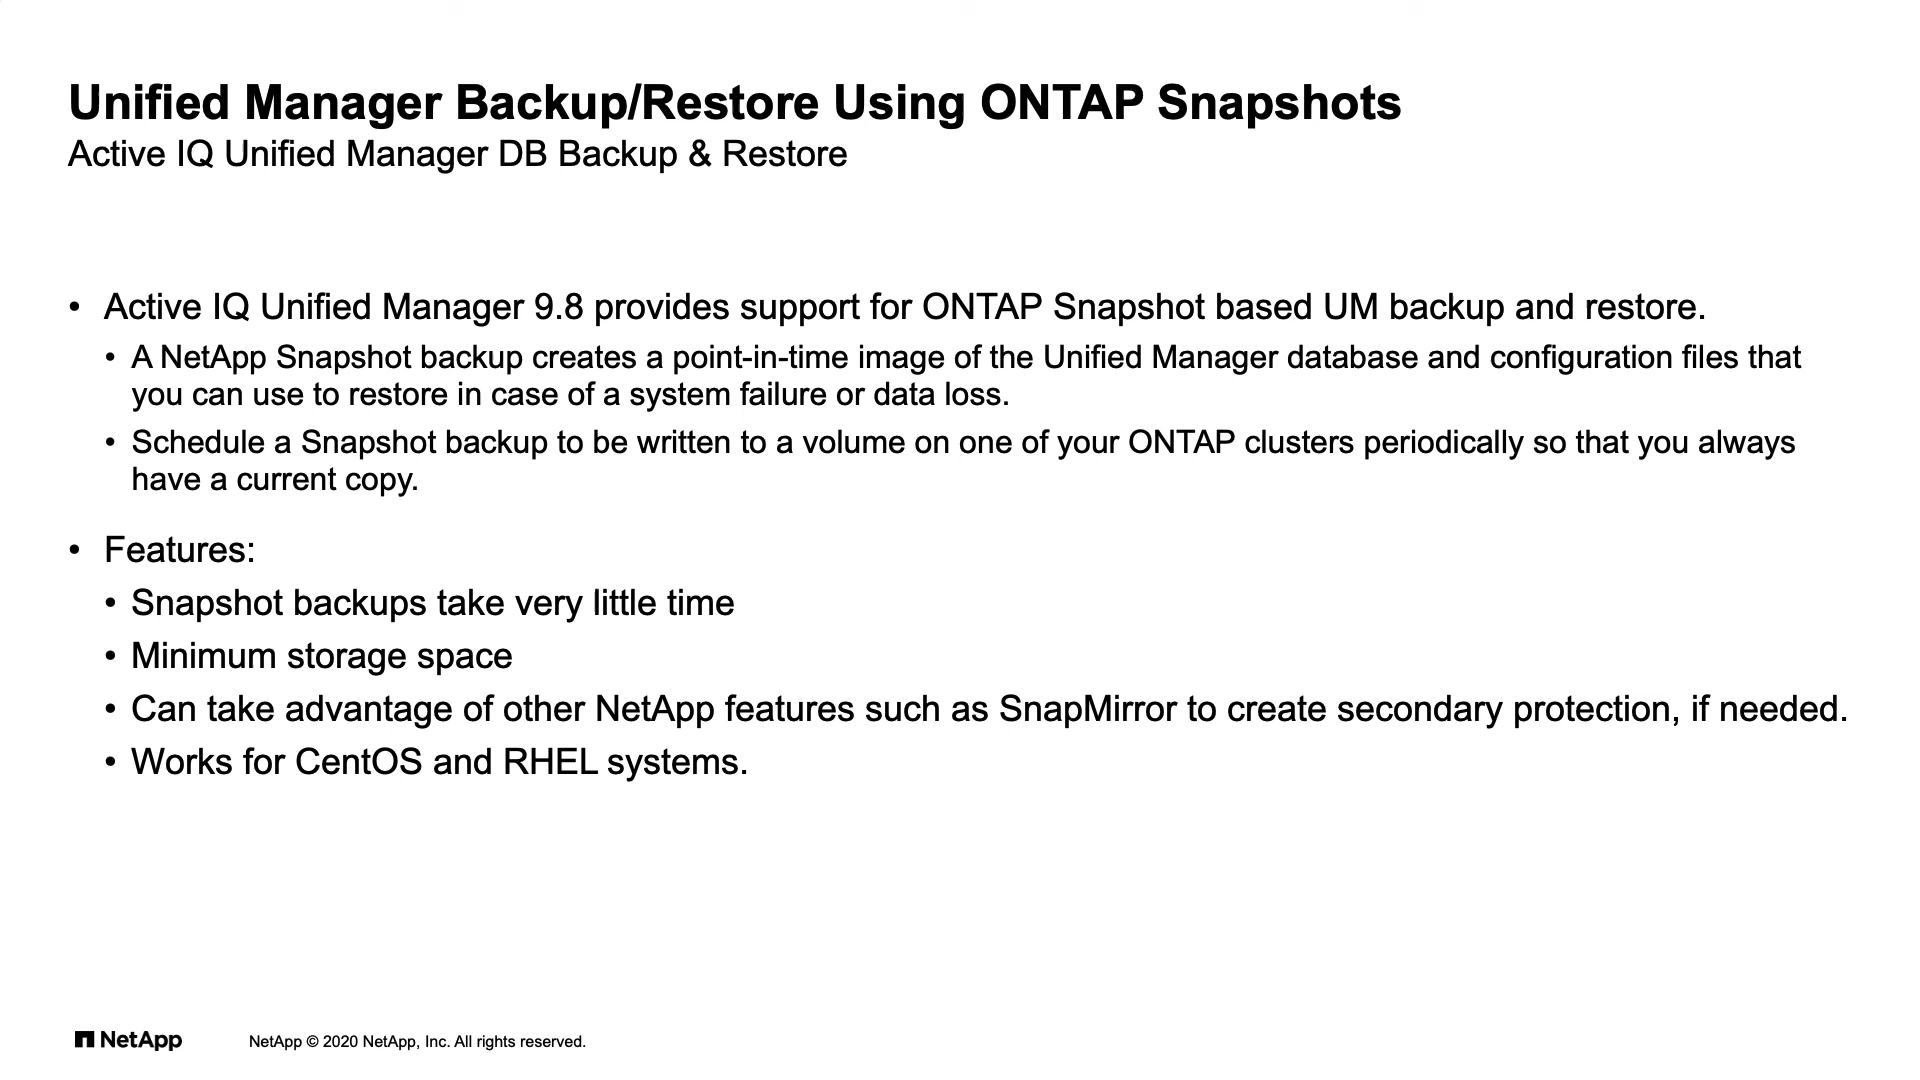 Unified Manager Backup/Restore Using ONTAP Snapshots
Active IQ Unified Manager DB Backup & Restore
• Active IQ Unified Manager 9.8 provides support for ONTAP Snapshot based UM backup and restore.
• A NetApp Snapshot backup creates a point-in-time image of the Unified Manager database and configuration files that
you can use to restore in case of a system failure or data loss.
• Schedule a Snapshot backup to be written to a volume on one of your ONTAP clusters periodically so that you always
have a current copy.
• Features:
• Snapshot backups take very little time
• Minimum storage space
• Can take advantage of other NetApp features such as SnapMirror to create secondary protection, if needed.
• Works for CentOS and RHEL systems.
NetApp
NetApp © 2020 NetApp, Inc. All rights reserved.